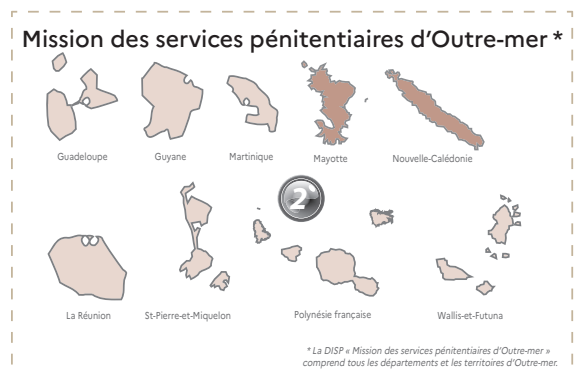 Mission des services pénitentiaires d'Outre-mer *
Guadeloupe
Guyane
Martinique
Mayotte
Nouvelle-Calédonie
2
La Réunion
St-Pierre-et-Miquelon
Polynésie française
Wallis-et-Futuna
* La DISP « Mission des services pénitentiaires d'Outre-mer »
comprend tous les départements et les territoires d'Outre-mer.